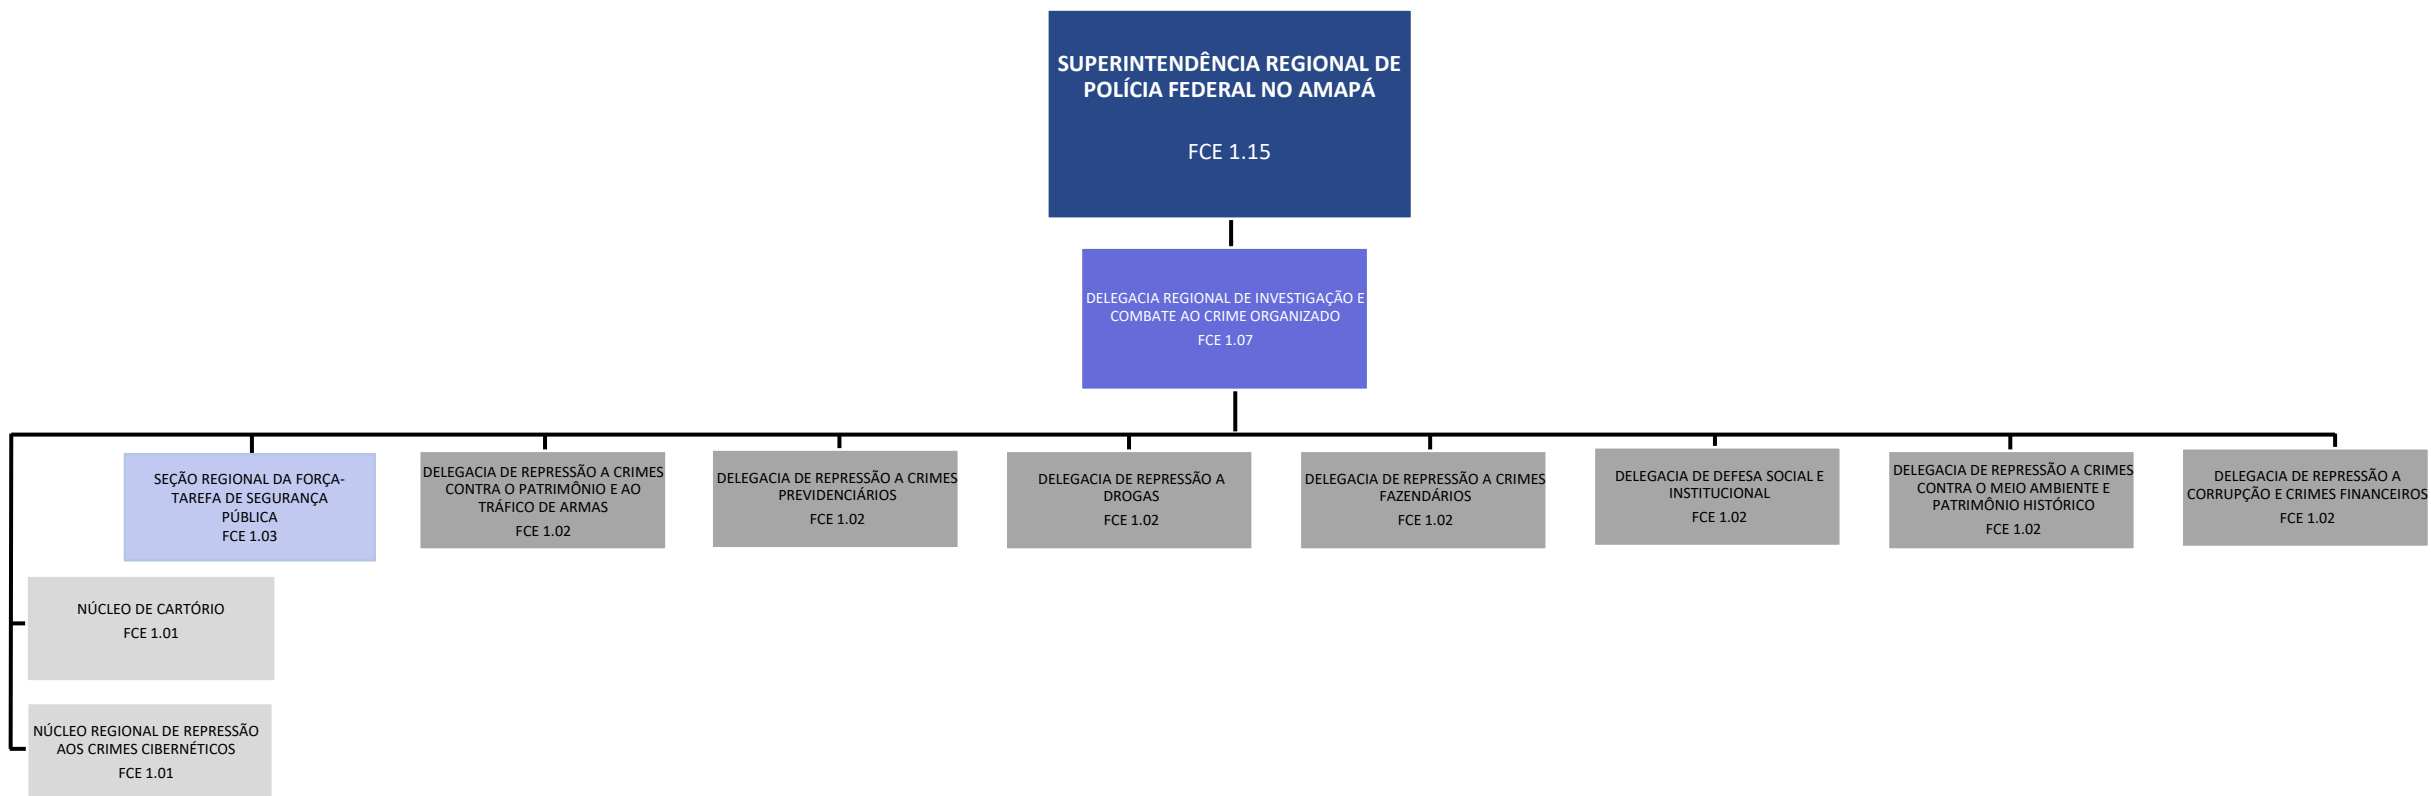 SUPERINTENDÊNCIA REGIONAL DE
POLÍCIA FEDERAL NO AMAPÁ
FCE 1.15
DELEGACIA REGIONAL DE INVESTIGAÇÃO E
COMBATE AO CRIME ORGANIZADO
FCE 1.07
SEÇÃO REGIONAL DA FORÇA-
TAREFA DE SEGURANÇA
PÚBLICA
FCE 1.03
DELEGACIA DE REPRESSÃO A CRIMES
CONTRA O PATRIMÔNIO E AO
TRÁFICO DE ARMAS
FCE 1.02
DELEGACIA DE REPRESSÃO A CRIMES
PREVIDENCIÁRIOS
FCE 1.02
DELEGACIA DE REPRESSÃO A
DROGAS
FCE 1.02
DELEGACIA DE REPRESSÃO A CRIMES
FAZENDÁRIOS
FCE 1.02
DELEGACIA DE DEFESA SOCIAL E
INSTITUCIONAL
FCE 1.02
DELEGACIA DE REPRESSÃO A CRIMES
CONTRA O MEIO AMBIENTE E
PATRIMÔNIO HISTÓRICO
FCE 1.02
DELEGACIA DE REPRESSÃO A
CORRUPÇÃO E CRIMES FINANCEIROS
FCE 1.02
NÚCLEO DE CARTÓRIO
FCE 1.01
NÚCLEO REGIONAL DE REPRESSÃO
AOS CRIMES CIBERNÉTICOS
FCE 1.01